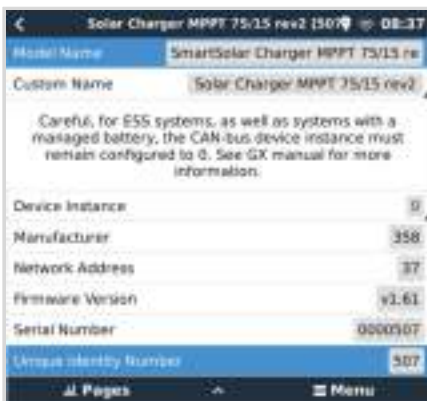 Solar Charger MPPT 75/15 rev2 [507 08:37
Model Name SmartSolar Charger MPPT 75/15 re
Custom Name Solar Charger MPPT 75/15 rev2
Careful, for ESS systems, as well as systems with a
managed battery, the CAN-bus device instance must
remain configured to 0. See GX manual for more
information.
Device Instance 0
Manufacturer 358
Network Address 37
Firmware Version v1.61
Serial Number 0000507
Unique Identity Number 507
Pages Menu